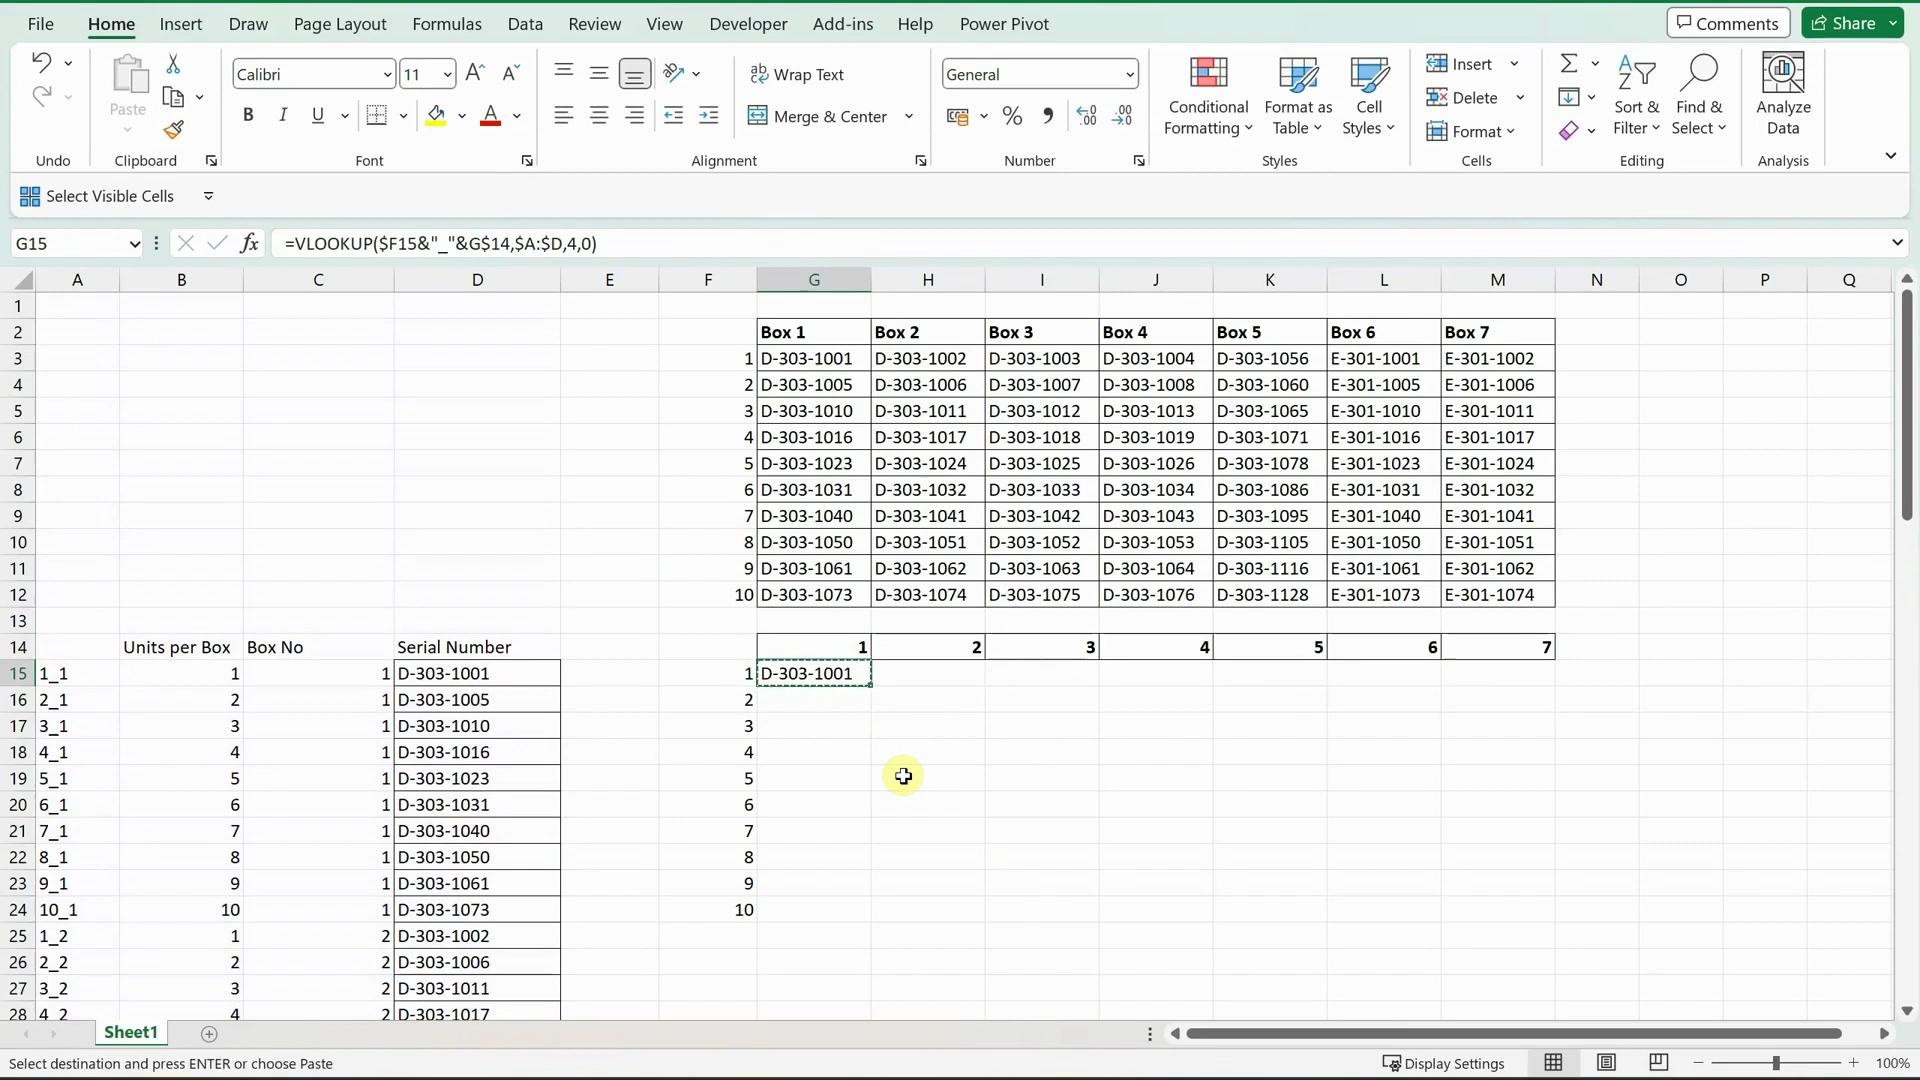 File Home Insert Draw Page Layout Formulas Data Review View Developer Add-ins Help Power Pivot Comments Share
Calibri 11 A A ab Wrap Text General Insert
Paste Conditional Format as Cell Delete Sort & Find & Analyze
B I U A Merge & Center % Formatting Table Styles Format Filter Select Data
Undo Clipboard Font Alignment Number Styles Cells Editing Analysis
Select Visible Cells
G15 fx =VLOOKUP($F15&"_"&G$14,$A:$D,4,0)
A B C D E F G H I J K L M N O P Q
1
2 Box 1 Box 2 Box 3 Box 4 Box 5 Box 6 Box 7
3 1 D-303-1001 D-303-1002 D-303-1003 D-303-1004 D-303-1056 E-301-1001 E-301-1002
4 2 D-303-1005 D-303-1006 D-303-1007 D-303-1008 D-303-1060 E-301-1005 E-301-1006
5 3 D-303-1010 D-303-1011 D-303-1012 D-303-1013 D-303-1065 E-301-1010 E-301-1011
6 4 D-303-1016 D-303-1017 D-303-1018 D-303-1019 D-303-1071 E-301-1016 E-301-1017
7 5 D-303-1023 D-303-1024 D-303-1025 D-303-1026 D-303-1078 E-301-1023 E-301-1024
8 6 D-303-1031 D-303-1032 D-303-1033 D-303-1034 D-303-1086 E-301-1031 E-301-1032
9 7 D-303-1040 D-303-1041 D-303-1042 D-303-1043 D-303-1095 E-301-1040 E-301-1041
10 8 D-303-1050 D-303-1051 D-303-1052 D-303-1053 D-303-1105 E-301-1050 E-301-1051
11 9 D-303-1061 D-303-1062 D-303-1063 D-303-1064 D-303-1116 E-301-1061 E-301-1062
12 10 D-303-1073 D-303-1074 D-303-1075 D-303-1076 D-303-1128 E-301-1073 E-301-1074
13
14 Units per Box Box No Serial Number 1 2 3 4 5 6 7
15 1_1 1 1 D-303-1001 1 D-303-1001
16 2_1 2 1 D-303-1005 2
17 3_1 3 1 D-303-1010 3
18 4_1 4 1 D-303-1016 4
19 5_1 5 1 D-303-1023 5
20 6_1 6 1 D-303-1031 6
21 7_1 7 1 D-303-1040 7
22 8_1 8 1 D-303-1050 8
23 9_1 9 1 D-303-1061 9
24 10_1 10 1 D-303-1073 10
25 1_2 1 2 D-303-1002
26 2_2 2 2 D-303-1006
27 3_2 3 2 D-303-1011
28 4_2 4 2 D-303-1017
Sheet1
Select destination and press ENTER or choose Paste Display Settings 100%